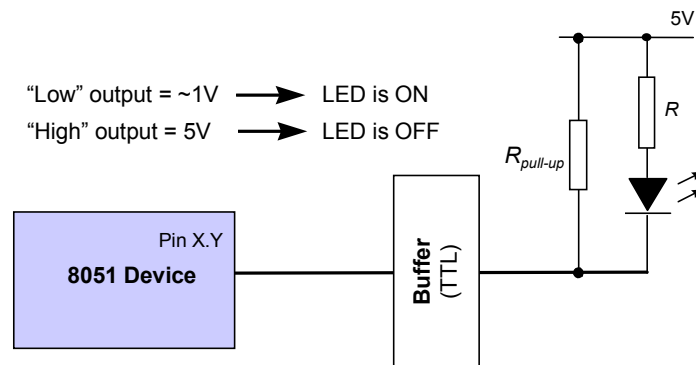 5V
“Low” output = ~1V LED is ON
“High” output = 5V LED is OFF
R
Rpull-up
Pin X.Y
8051 Device
Buffer
(TTL)